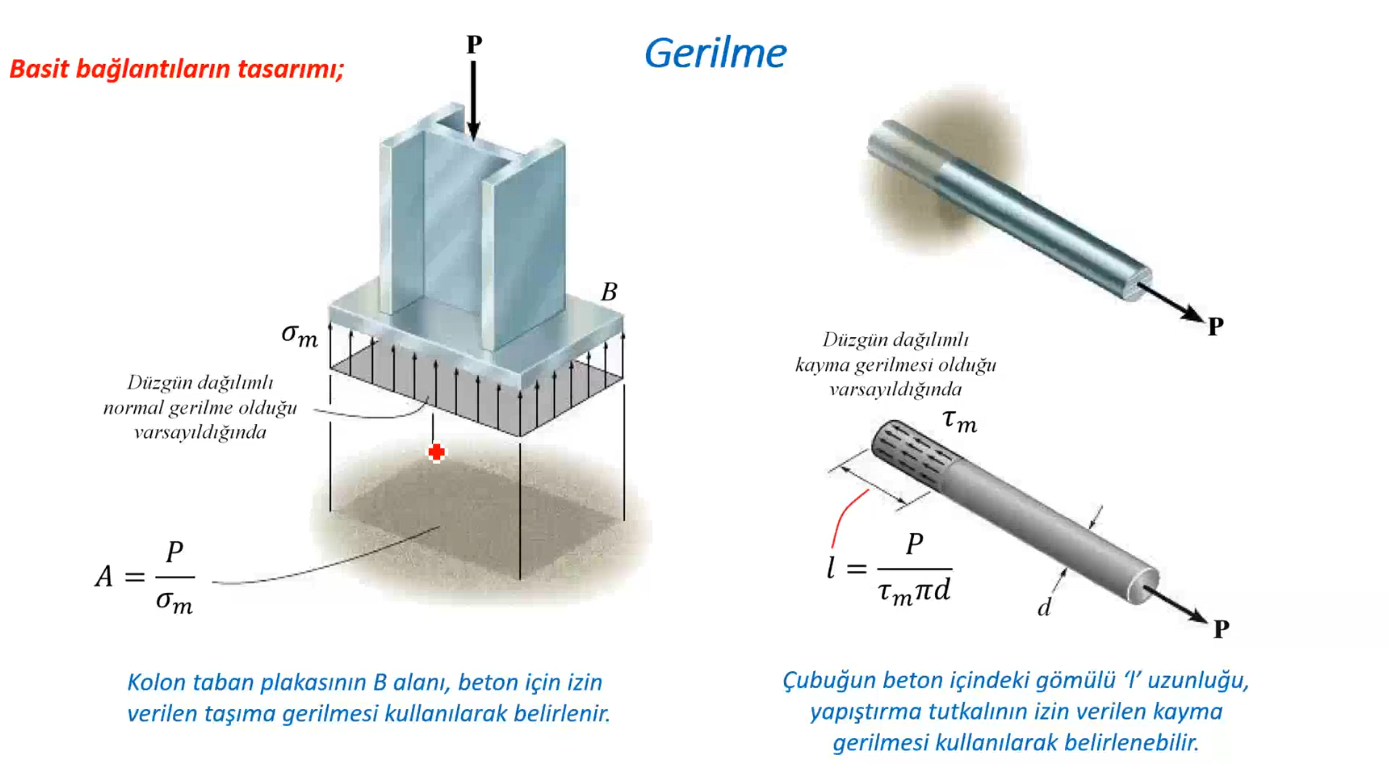 Gerilme
Basit bağlantıların tasarımı;
P
B
σₘ
Düzgün dağılımlı
normal gerilme olduğu
varsayıldığında
A = P/σₘ
Kolon taban plakasının B alanı, beton için izin
verilen taşıma gerilmesi kullanılarak belirlenir.
P
Düzgün dağılımlı
kayma gerilmesi olduğu
varsayıldığında
τₘ
l = P/τₘπd
d
P
Çubuğun beton içindeki gömülü ‘l’ uzunluğu,
yapıştırma tutkalının izin verilen kayma
gerilmesi kullanılarak belirlenebilir.